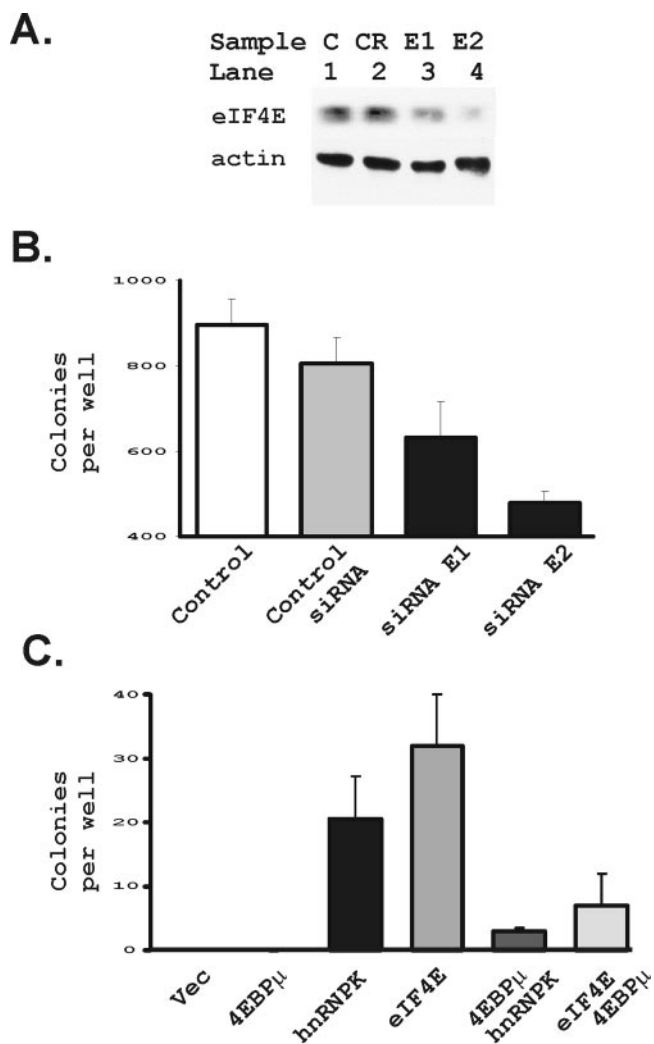 A.
Sample C CR E1 E2
Lane 1 2 3 4
eIF4E
actin
B.
1000
800
600
400
Colonies
per well
Control
Control
siRNA
siRNA E1
siRNA E2
C.
40
30
20
10
0
Colonies
per well
Vec
4EBPμ
hnRNPK
eIF4E
4EBPμ
hnRNPK
eIF4E
4EBPμ